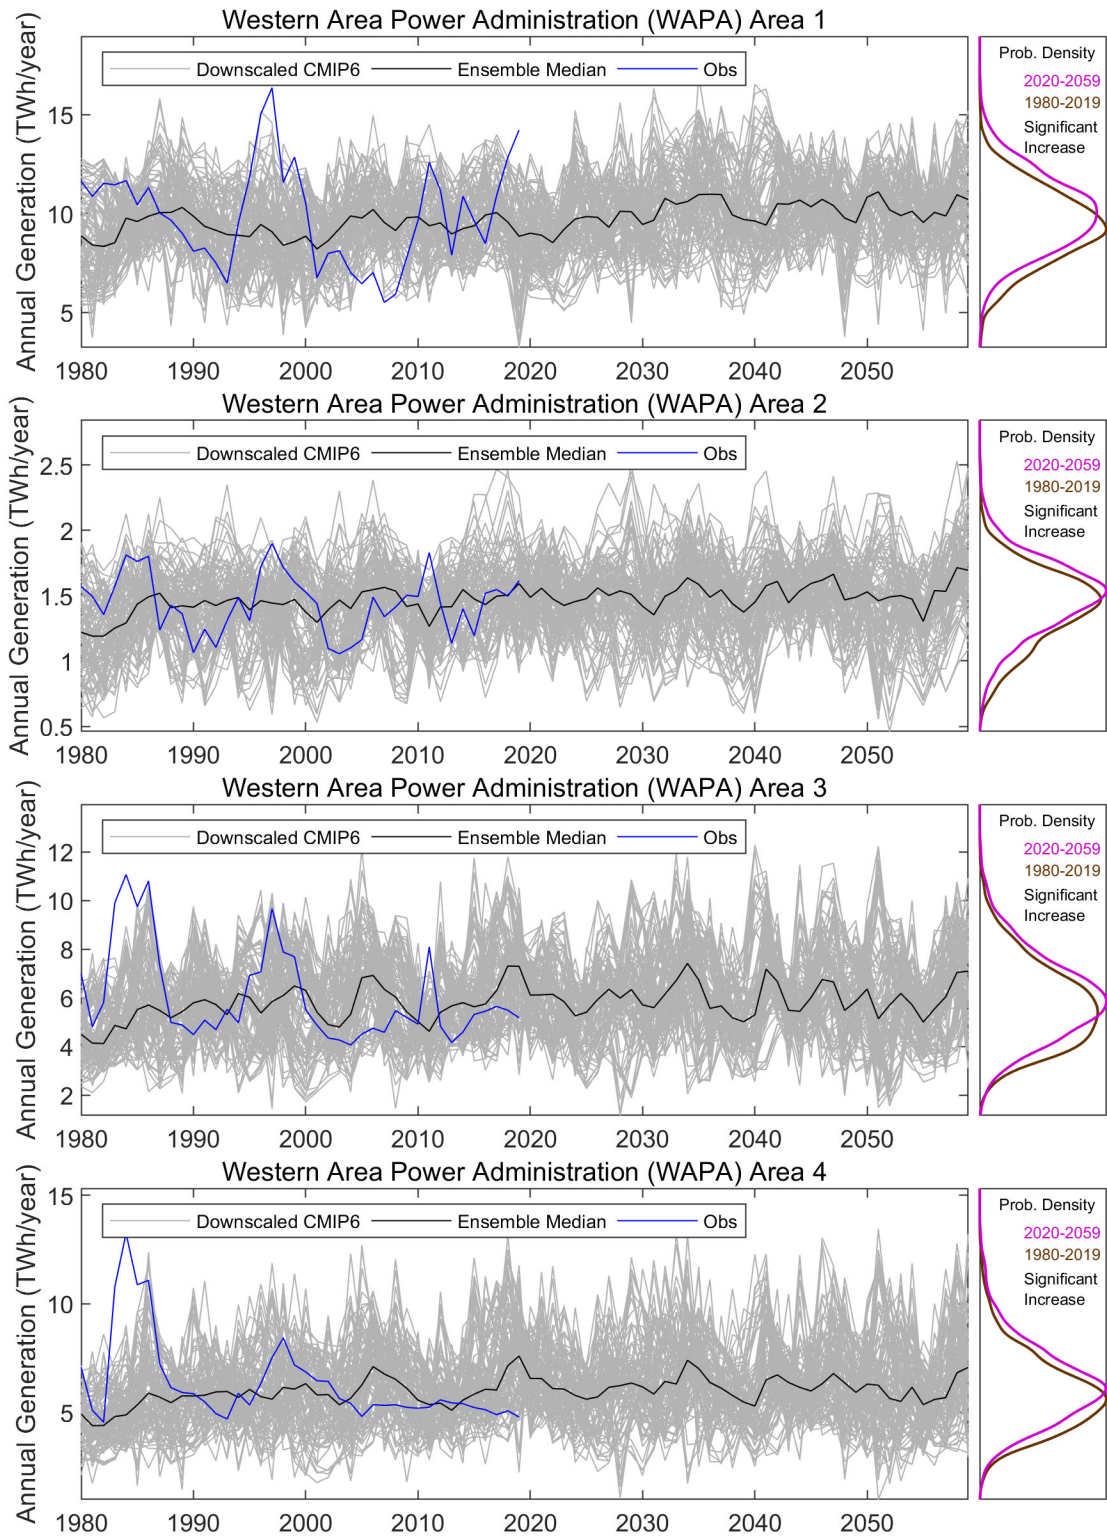 Western Area Power Administration (WAPA) Area 1
Annual Generation (TWh/year)
15
10
5
Downscaled CMIP6 Ensemble Median Obs
1980 1990 2000 2010 2020 2030 2040 2050
Prob. Density
2020-2059
1980-2019
Significant
Increase
Western Area Power Administration (WAPA) Area 2
Annual Generation (TWh/year)
2.5
2
1.5
1
0.5
Downscaled CMIP6 Ensemble Median Obs
1980 1990 2000 2010 2020 2030 2040 2050
Prob. Density
2020-2059
1980-2019
Significant
Increase
Western Area Power Administration (WAPA) Area 3
Annual Generation (TWh/year)
12
10
8
6
4
2
Downscaled CMIP6 Ensemble Median Obs
1980 1990 2000 2010 2020 2030 2040 2050
Prob. Density
2020-2059
1980-2019
Significant
Increase
Western Area Power Administration (WAPA) Area 4
Annual Generation (TWh/year)
15
10
5
Downscaled CMIP6 Ensemble Median Obs
1980 1990 2000 2010 2020 2030 2040 2050
Prob. Density
2020-2059
1980-2019
Significant
Increase